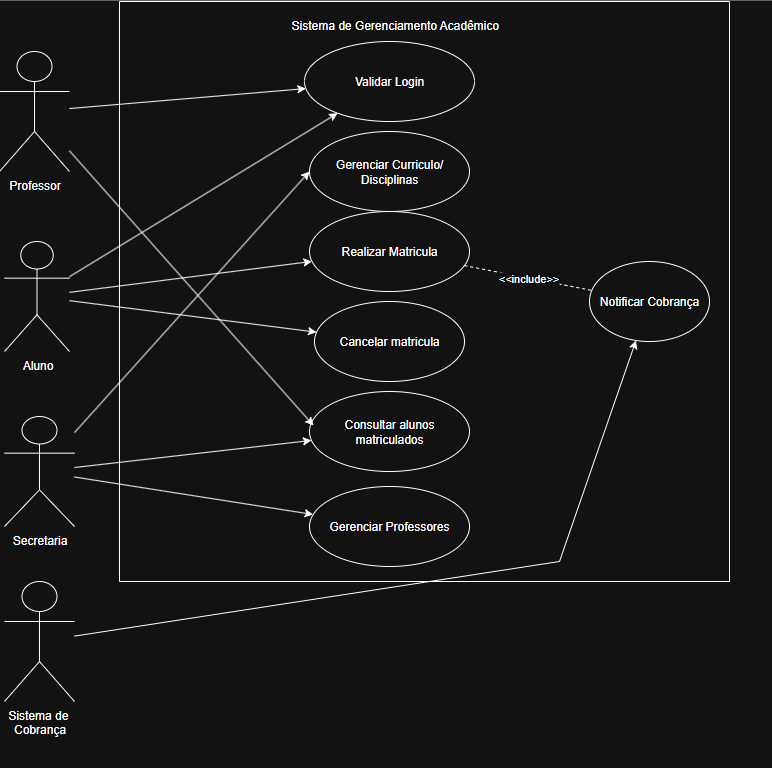 Sistema de Gerenciamento Acadêmico
Validar Login
Professor
Gerenciar Curriculo/
Disciplinas
Realizar Matricula
<<include>>
Notificar Cobrança
Aluno
Cancelar matricula
Consultar alunos
matriculados
Secretaria
Gerenciar Professores
Sistema de
Cobrança